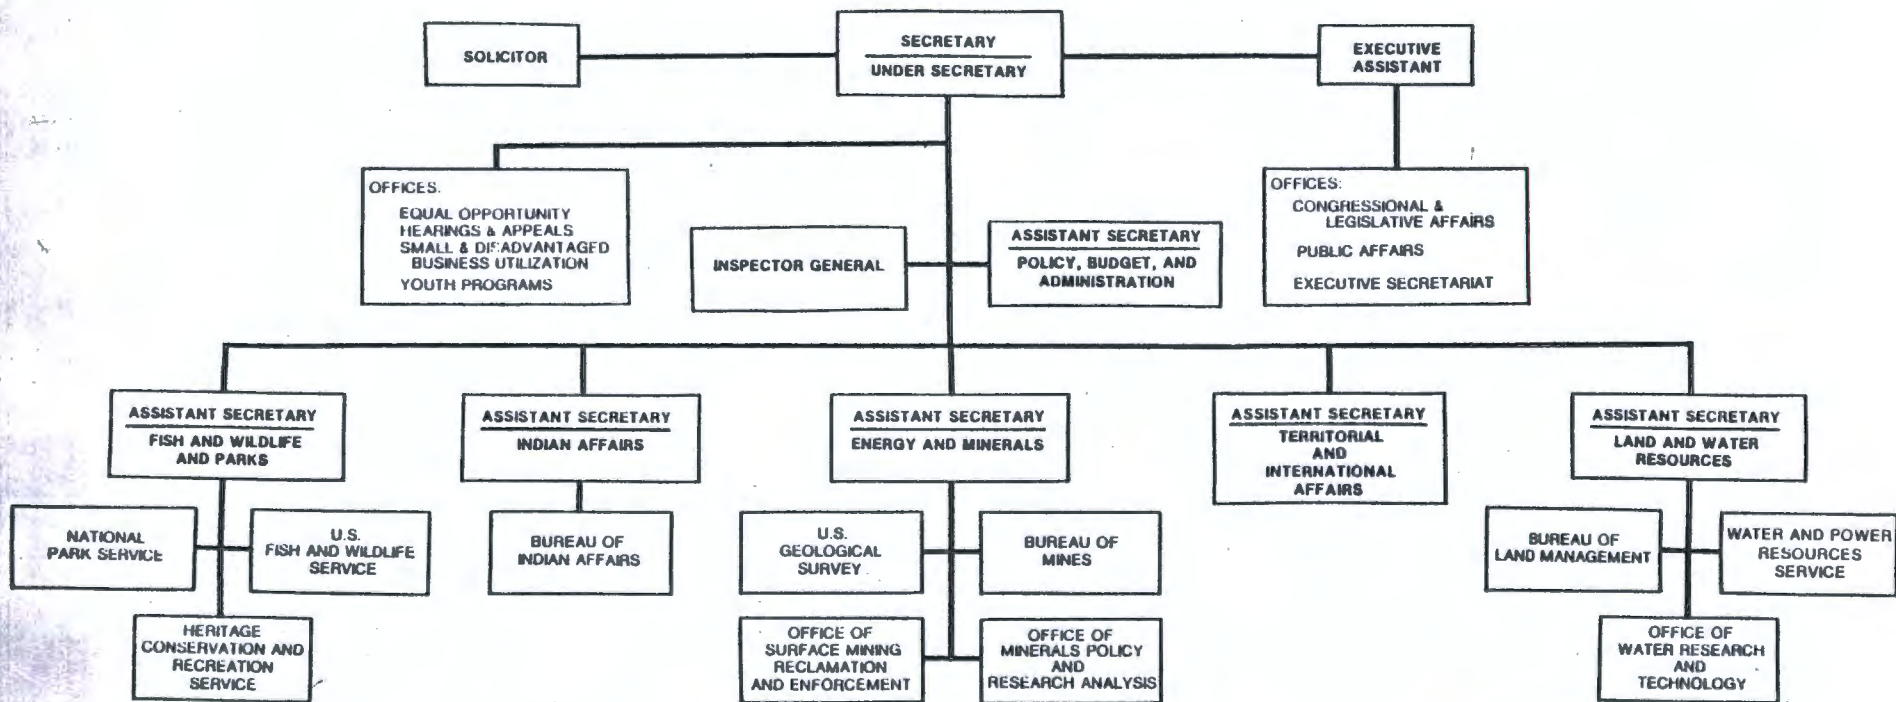 SOLICITOR
SECRETARY
UNDER SECRETARY
EXECUTIVE
ASSISTANT
OFFICES:
EQUAL OPPORTUNITY
HEARINGS & APPEALS
SMALL & DISADVANTAGED
BUSINESS UTILIZATION
YOUTH PROGRAMS
INSPECTOR GENERAL
ASSISTANT SECRETARY
POLICY, BUDGET, AND
ADMINISTRATION
OFFICES:
CONGRESSIONAL &
LEGISLATIVE AFFAIRS
PUBLIC AFFAIRS
EXECUTIVE SECRETARIAT
ASSISTANT SECRETARY
FISH AND WILDLIFE
AND PARKS
ASSISTANT SECRETARY
INDIAN AFFAIRS
ASSISTANT SECRETARY
ENERGY AND MINERALS
ASSISTANT SECRETARY
TERRITORIAL
AND
INTERNATIONAL
AFFAIRS
ASSISTANT SECRETARY
LAND AND WATER
RESOURCES
NATIONAL
PARK SERVICE
U.S.
FISH AND WILDLIFE
SERVICE
BUREAU OF
INDIAN AFFAIRS
U.S.
GEOLOGICAL
SURVEY
BUREAU OF
MINES
BUREAU OF
LAND MANAGEMENT
WATER AND POWER
RESOURCES
SERVICE
HERITAGE
CONSERVATION AND
RECREATION
SERVICE
OFFICE OF
SURFACE MINING
RECLAMATION
AND ENFORCEMENT
OFFICE OF
MINERALS POLICY
AND
RESEARCH ANALYSIS
OFFICE OF
WATER RESEARCH
AND
TECHNOLOGY